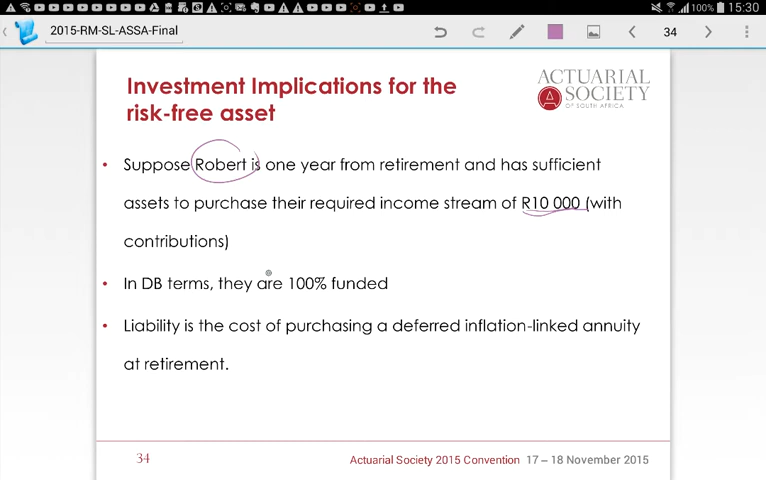 100% 15:30
2015-RM-SL-ASSA-Final
34
Investment Implications for the
risk-free asset
ACTUARIAL
SOCIETY
OF SOUTH AFRICA
• Suppose Robert is one year from retirement and has sufficient
assets to purchase their required income stream of R10 000 (with
contributions)
• In DB terms, they are 100% funded
• Liability is the cost of purchasing a deferred inflation-linked annuity
at retirement.
34
Actuarial Society 2015 Convention 17 – 18 November 2015